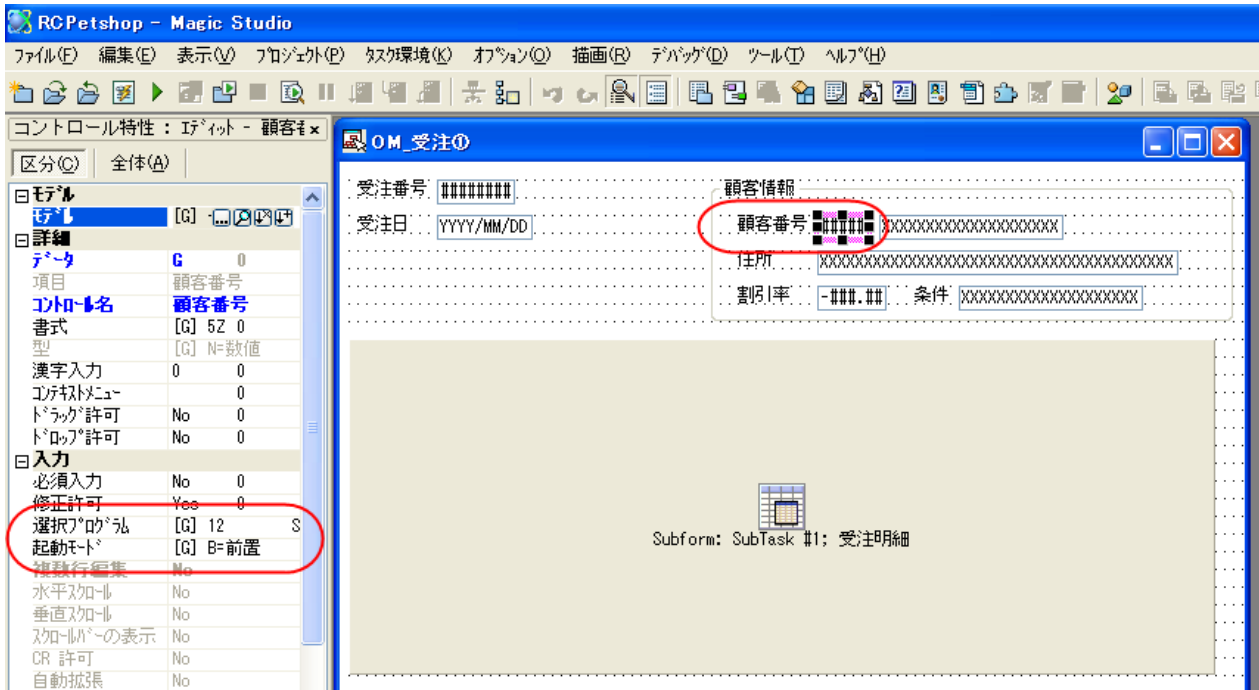 RCPetshop - Magic Studio
ﾌｧｲﾙ(F) 編集(E) 表示(V) ﾌﾟﾛｼﾞｪｸﾄ(P) ﾀｽｸ環境(K) ｵﾌﾟｼｮﾝ(O) 描画(R) ﾃﾞﾊﾞｯｸﾞ(D) ﾂｰﾙ(T) ﾍﾙﾌﾟ(H)
コントロール特性 : ｴﾃﾞｨｯﾄ - 顧客
区分(C) 全体(A)
ﾓﾃﾞﾙ
ﾓﾃﾞﾙ [G]
詳細
ﾃﾞｰﾀ G 0
項目 顧客番号
ｺﾝﾄﾛｰﾙ名 顧客番号
書式 [G] 5Z 0
型 [G] N=数値
漢字入力 0 0
ｺﾝﾃｷｽﾄﾒﾆｭｰ 0
ﾄﾞﾗｯｸﾞ許可 No 0
ﾄﾞﾛｯﾌﾟ許可 No 0
入力
必須入力 No 0
修正許可 Yes 0
選択ﾌﾟﾛｸﾞﾗﾑ [G] 12 S
起動ﾓｰﾄﾞ [G] B=前置
複数行編集 No
水平ｽｸﾛｰﾙ No
垂直ｽｸﾛｰﾙ No
ｽｸﾛｰﾙﾊﾞｰの表示 No
CR 許可 No
自動拡張 No
OM_受注①
受注番号 ########
受注日 YYYY/MM/DD
顧客情報
顧客番号 ##### XXXXXXXXXXXXXXXXXXXX
住所 XXXXXXXXXXXXXXXXXXXXXXXXXXXXXXXXXXXXXXXX
割引率 -###.## 条件 XXXXXXXXXXXXXXXXXXXX
Subform: SubTask #1; 受注明細